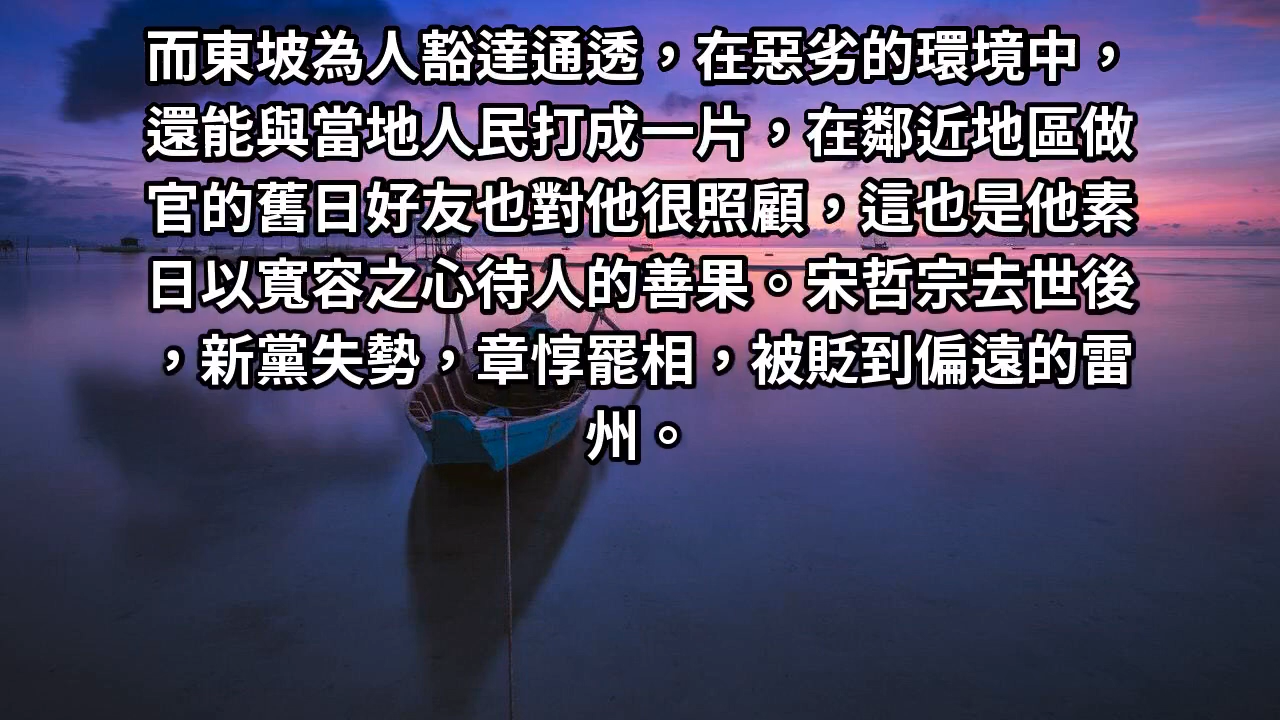 而東坡為人豁達通透，在惡劣的環境中，
還能與當地人民打成一片，在鄰近地區做
官的舊日好友也對他很照顧，這也是他素
日以寬容之心待人的善果。宋哲宗去世後
，新黨失勢，章惇罷相，被貶到偏遠的雷
州。